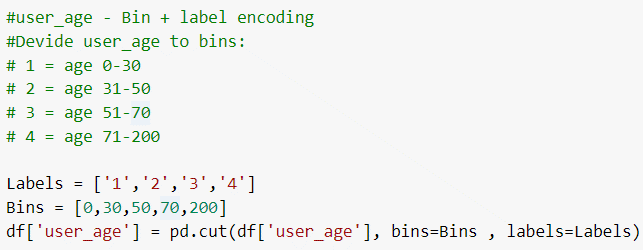 #user_age - Bin + label encoding
#Devide user_age to bins:
# 1 = age 0-30
# 2 = age 31-50
# 3 = age 51-70
# 4 = age 71-200
Labels = ['1','2','3','4']
Bins = [0,30,50,70,200]
df['user_age'] = pd.cut(df['user_age'], bins=Bins , labels=Labels)